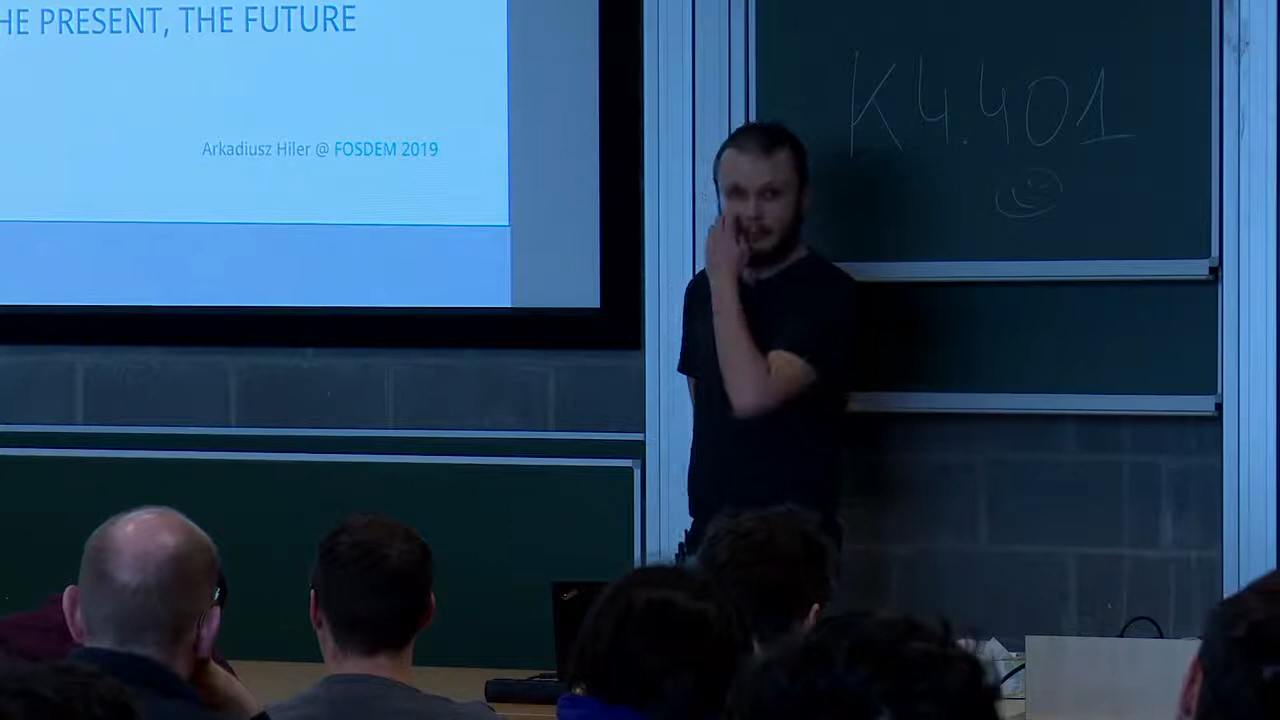 HE PRESENT, THE FUTURE
Arkadiusz Hiler @ FOSDEM 2019
K4.401